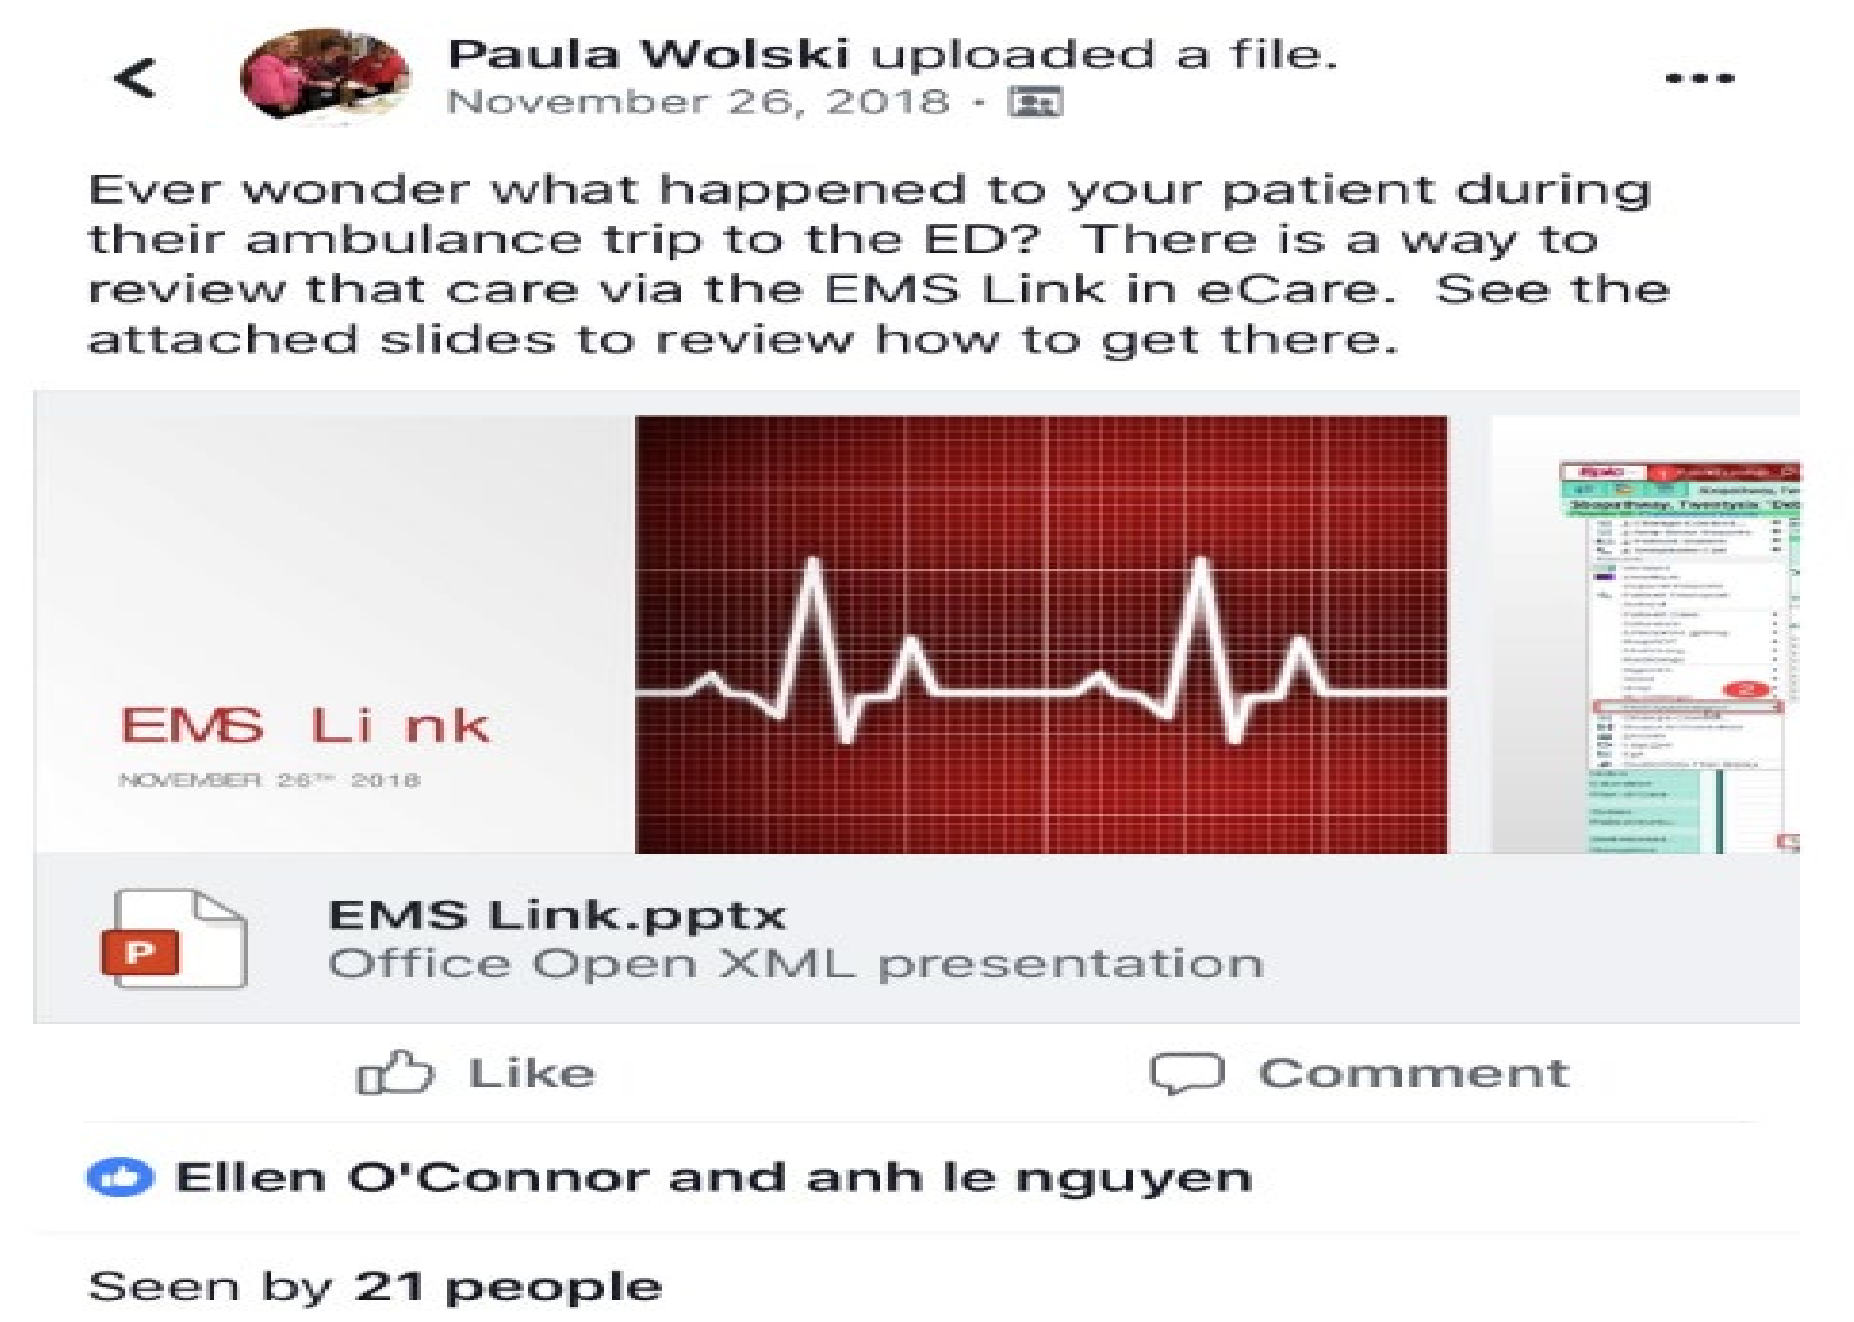 Paula Wolski uploaded a file.
November 26, 2018 ·
Ever wonder what happened to your patient during
their ambulance trip to the ED?  There is a way to
review that care via the EMS Link in eCare.  See the
attached slides to review how to get there.
EMS Link
NOVEMBER 26TH 2018
Epic
1
2
P
EMS Link.pptx
Office Open XML presentation
Like
Comment
Ellen O'Connor and anh le nguyen
Seen by 21 people